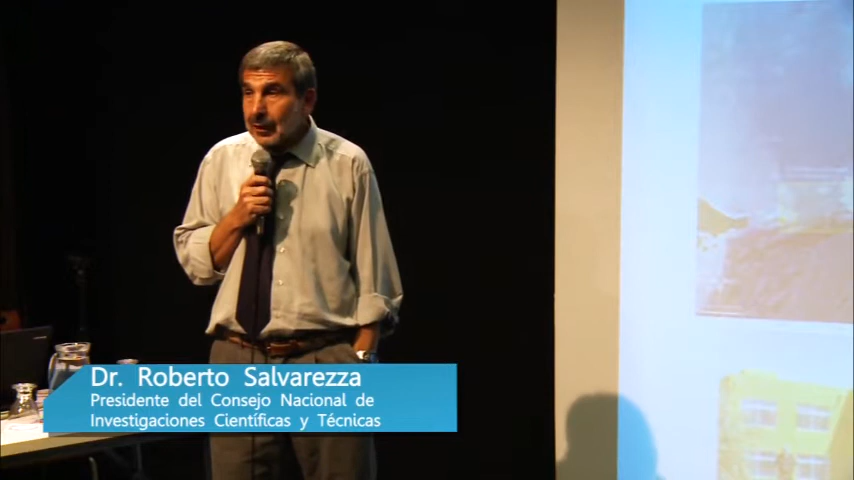 Dr. Roberto Salvarezza
Presidente del Consejo Nacional de
Investigaciones Científicas y Técnicas